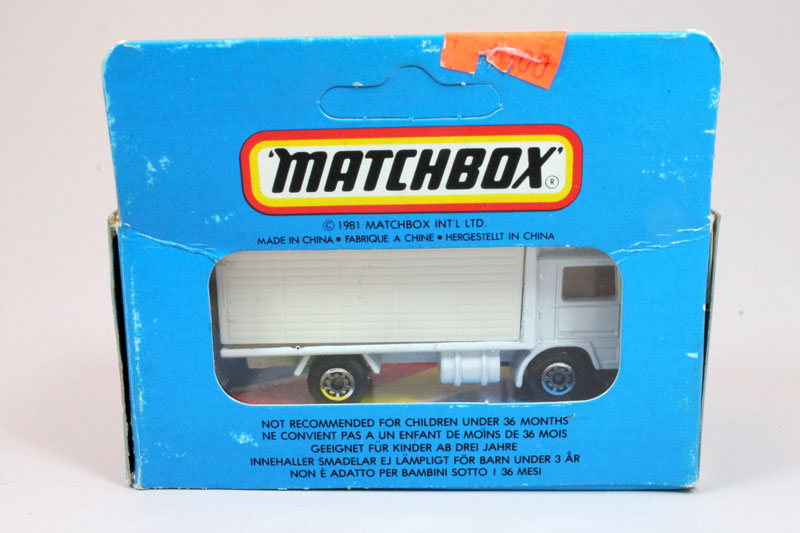 'MATCHBOX'®
© 1981 MATCHBOX INT'L LTD.
MADE IN CHINA • FABRIQUE A CHINE • HERGESTELLT IN CHINA
NOT RECOMMENDED FOR CHILDREN UNDER 36 MONTHS
NE CONVIENT PAS A UN ENFANT DE MOINS DE 36 MOIS
GEEIGNET FÜR KINDER AB DREI JAHRE
INNEHALLER SMADELAR EJ LÄMPLIGT FÖR BARN UNDER 3 ÅR
NON È ADATTO PER BAMBINI SOTTO I 36 MESI